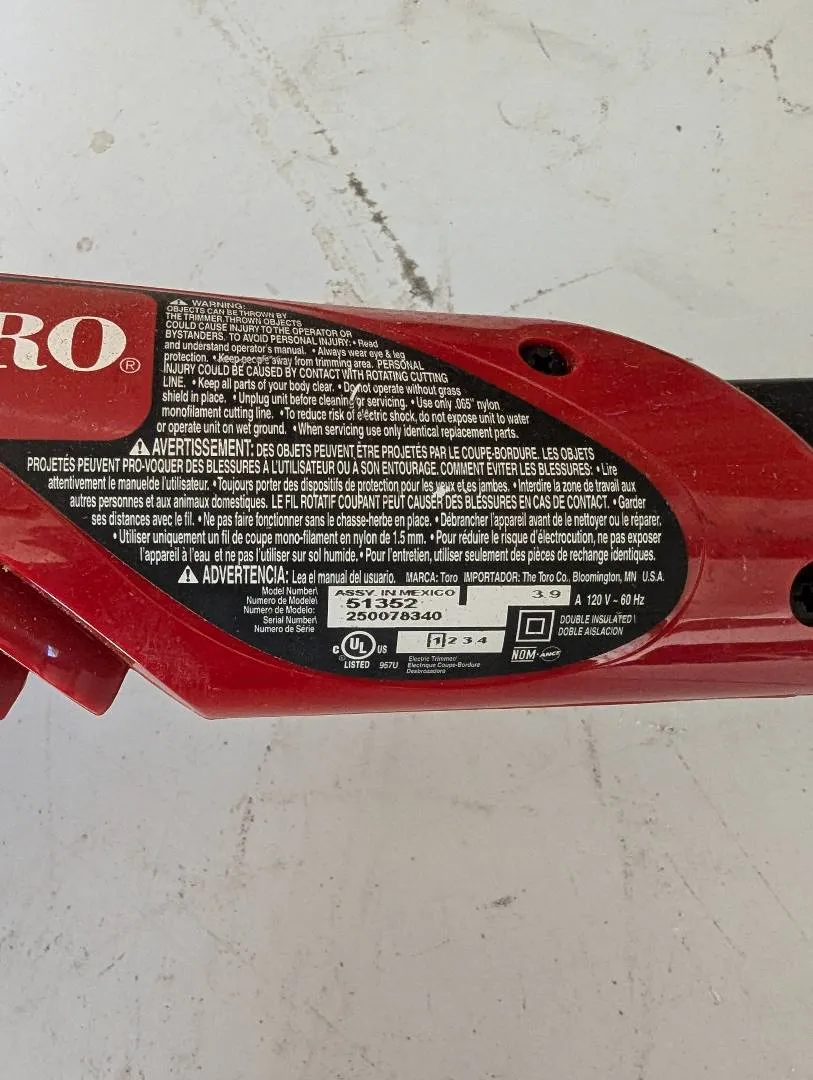 RO®
⚠ WARNING:
OBJECTS CAN BE THROWN BY
THE TRIMMER.THROWN OBJECTS
COULD CAUSE INJURY TO THE OPERATOR OR
BYSTANDERS. TO AVOID PERSONAL INJURY: • Read
and understand operator's manual. • Always wear eye & leg
protection. • Keep people away from trimming area. PERSONAL
INJURY COULD BE CAUSED BY CONTACT WITH ROTATING CUTTING
LINE. • Keep all parts of your body clear. • Do not operate without grass
shield in place. • Unplug unit before cleaning or servicing. • Use only .065" nylon
monofilament cutting line. • To reduce risk of electric shock, do not expose unit to water
or operate unit on wet ground. • When servicing use only identical replacement parts.
⚠ AVERTISSEMENT: DES OBJETS PEUVENT ÊTRE PROJETÉS PAR LE COUPE-BORDURE. LES OBJETS
PROJETÉS PEUVENT PRO-VOQUER DES BLESSURES À L'UTILISATEUR OU À SON ENTOURAGE. COMMENT ÉVITER LES BLESSURES: • Lire
attentivement le manuelde l'utilisateur. • Toujours porter des dispositifs de protection pour les yeux et les jambes. • Interdire la zone de travail aux
autres personnes et aux animaux domestiques. LE FIL ROTATIF COUPANT PEUT CAUSER DES BLESSURES EN CAS DE CONTACT. • Garder
ses distances avec le fil. • Ne pas faire fonctionner sans le chasse-herbe en place. • Débrancher l'appareil avant de le nettoyer ou le réparer.
• Utiliser uniquement un fil de coupe mono-filament en nylon de 1.5 mm. • Pour réduire le risque d'électrocution, ne pas exposer
l'appareil à l'eau et ne pas l'utiliser sur sol humide. • Pour l'entretien, utiliser seulement des pièces de rechange identiques.
⚠ ADVERTENCIA: Lea el manual del usuario. MARCA: Toro IMPORTADOR: The Toro Co., Bloomington, MN U.S.A.
Model Number\ ASSY. IN MEXICO 3.9 A 120 V ~ 60 Hz
Numero de Modele\ 51352
Numero de Modelo:
Serial Number\ 250078340
Numero de Série
DOUBLE INSULATED\
DOBLE AISLACION
1 2 3 4
C UL US
® LISTED 957U
Electric Trimmer/
Electrique Coupe-Bordure
Desbrozadora
NOM-ANCE